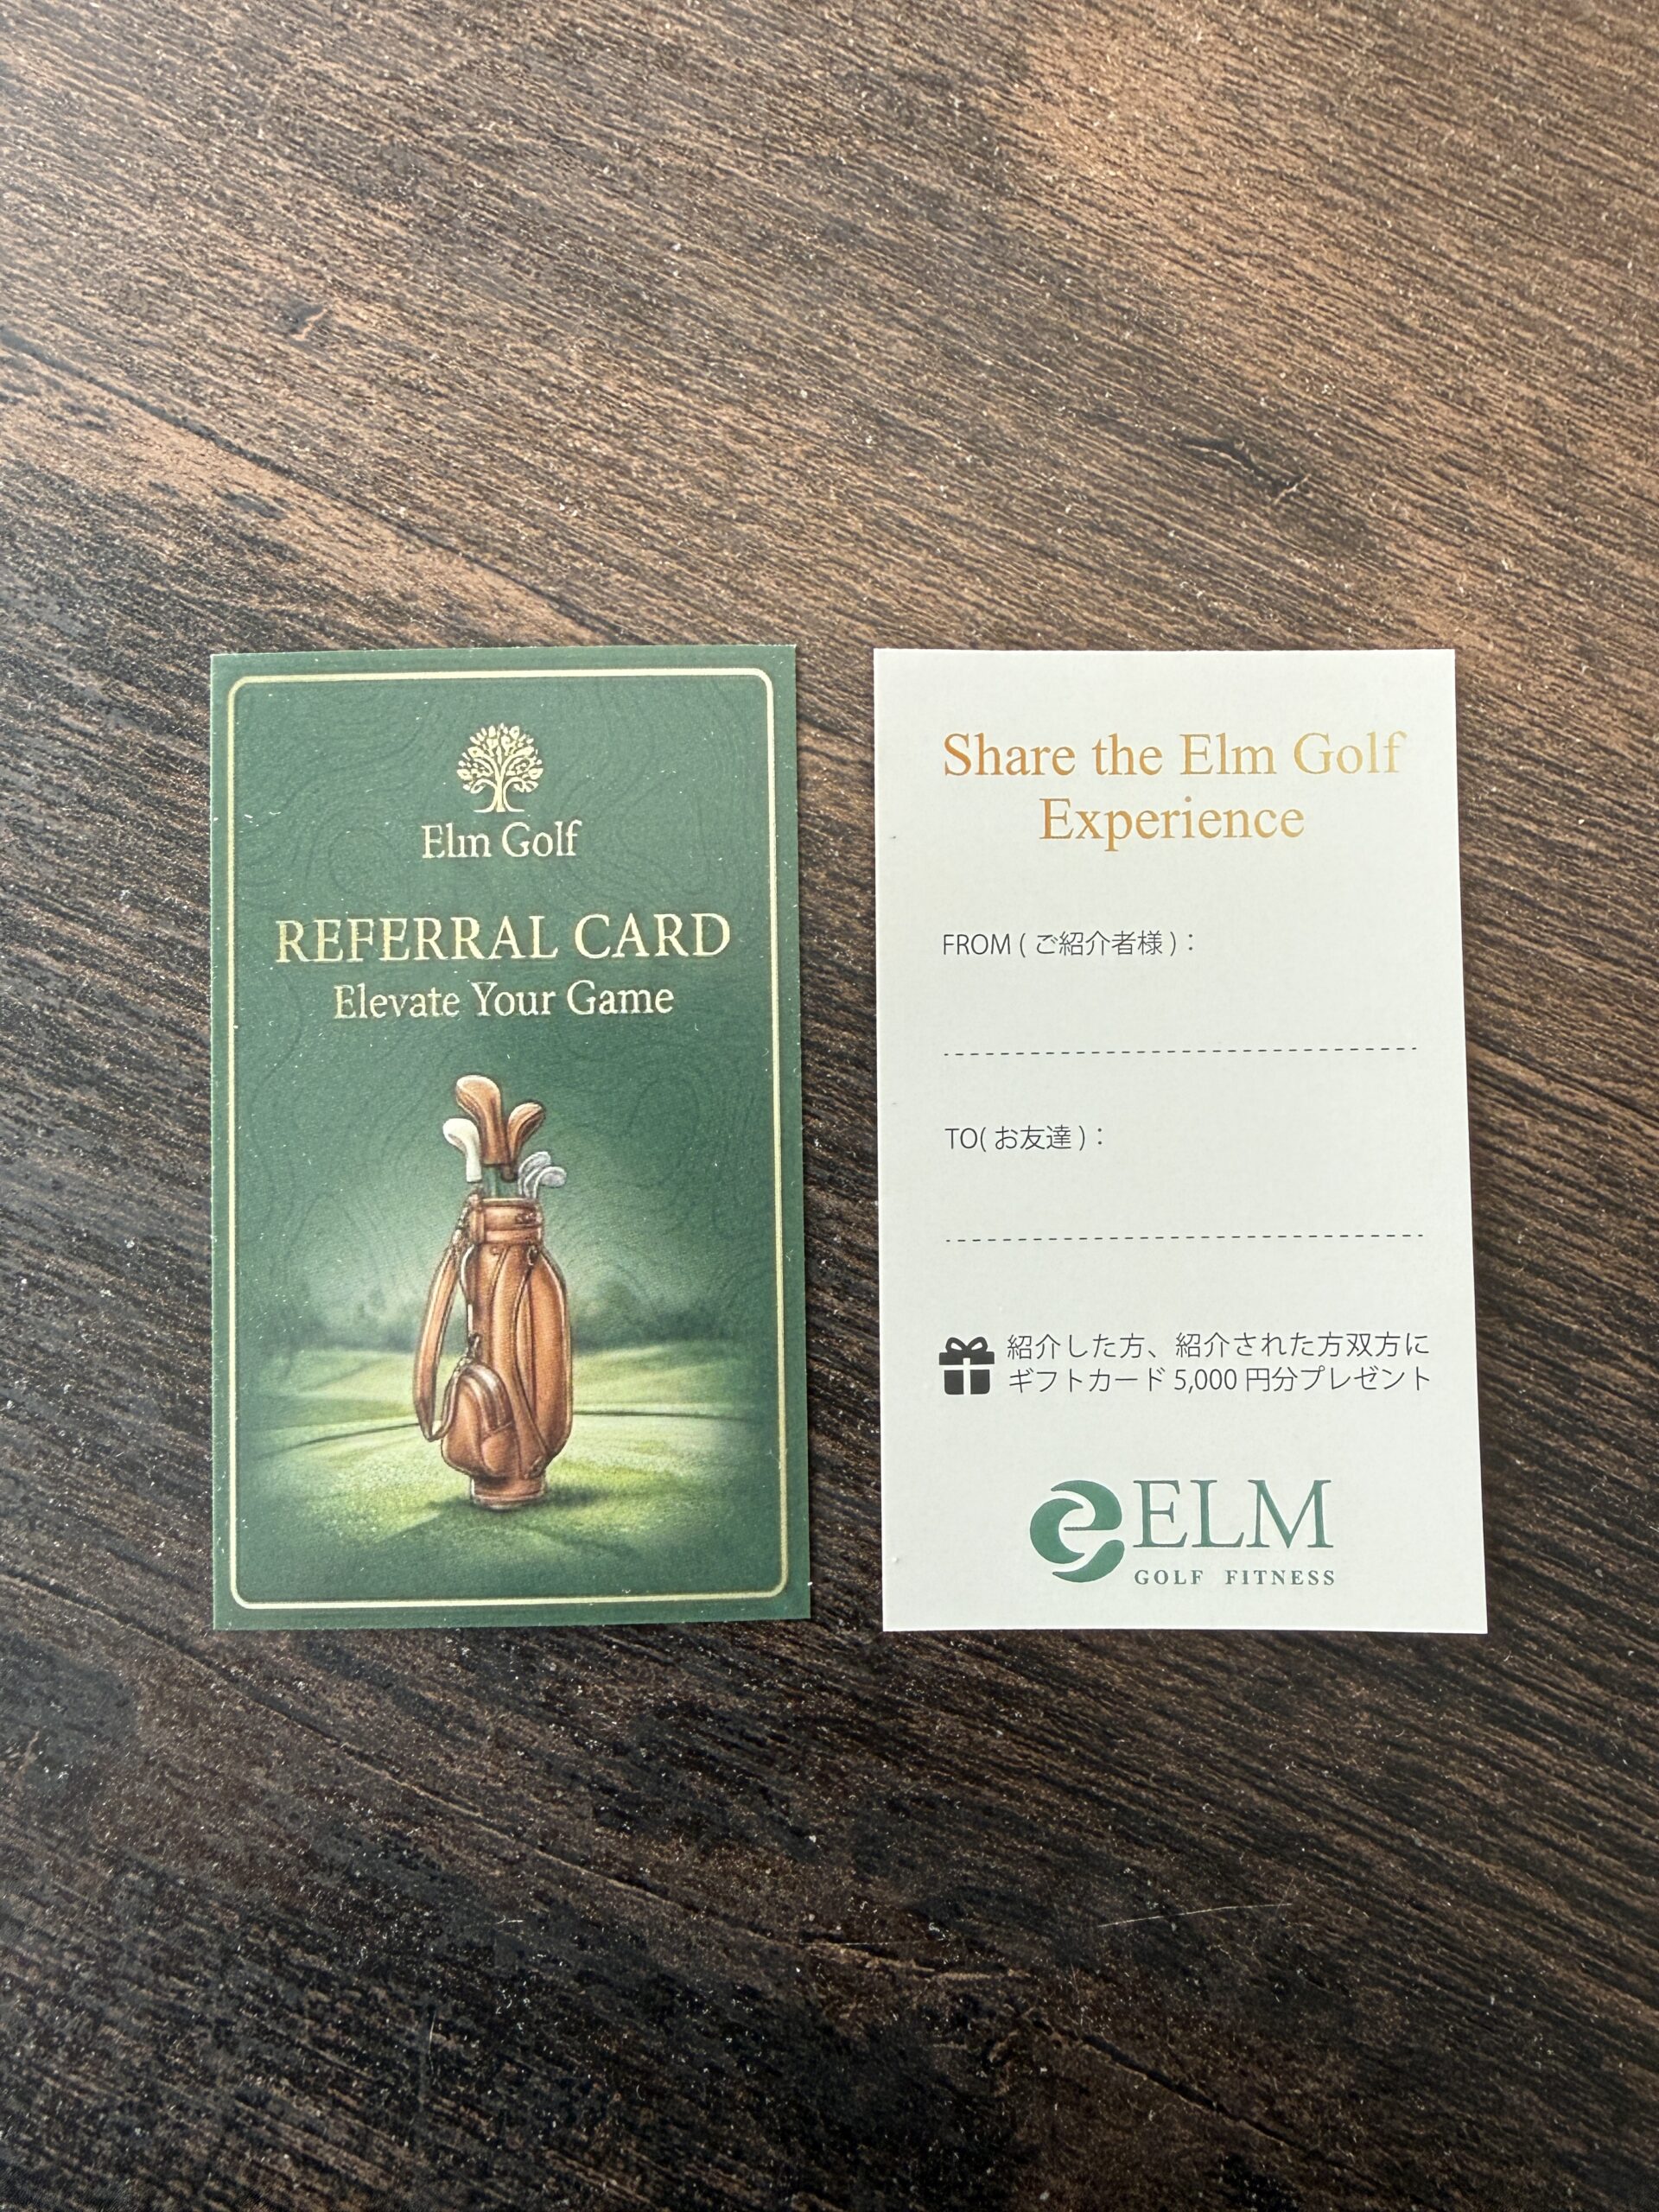 Elm Golf
REFERRAL CARD
Elevate Your Game
Share the Elm Golf
Experience
FROM ( ご紹介者様 ) :
TO( お友達 ) :
紹介した方、紹介された方双方に
ギフトカード 5,000 円分プレゼント
ELM
GOLF FITNESS